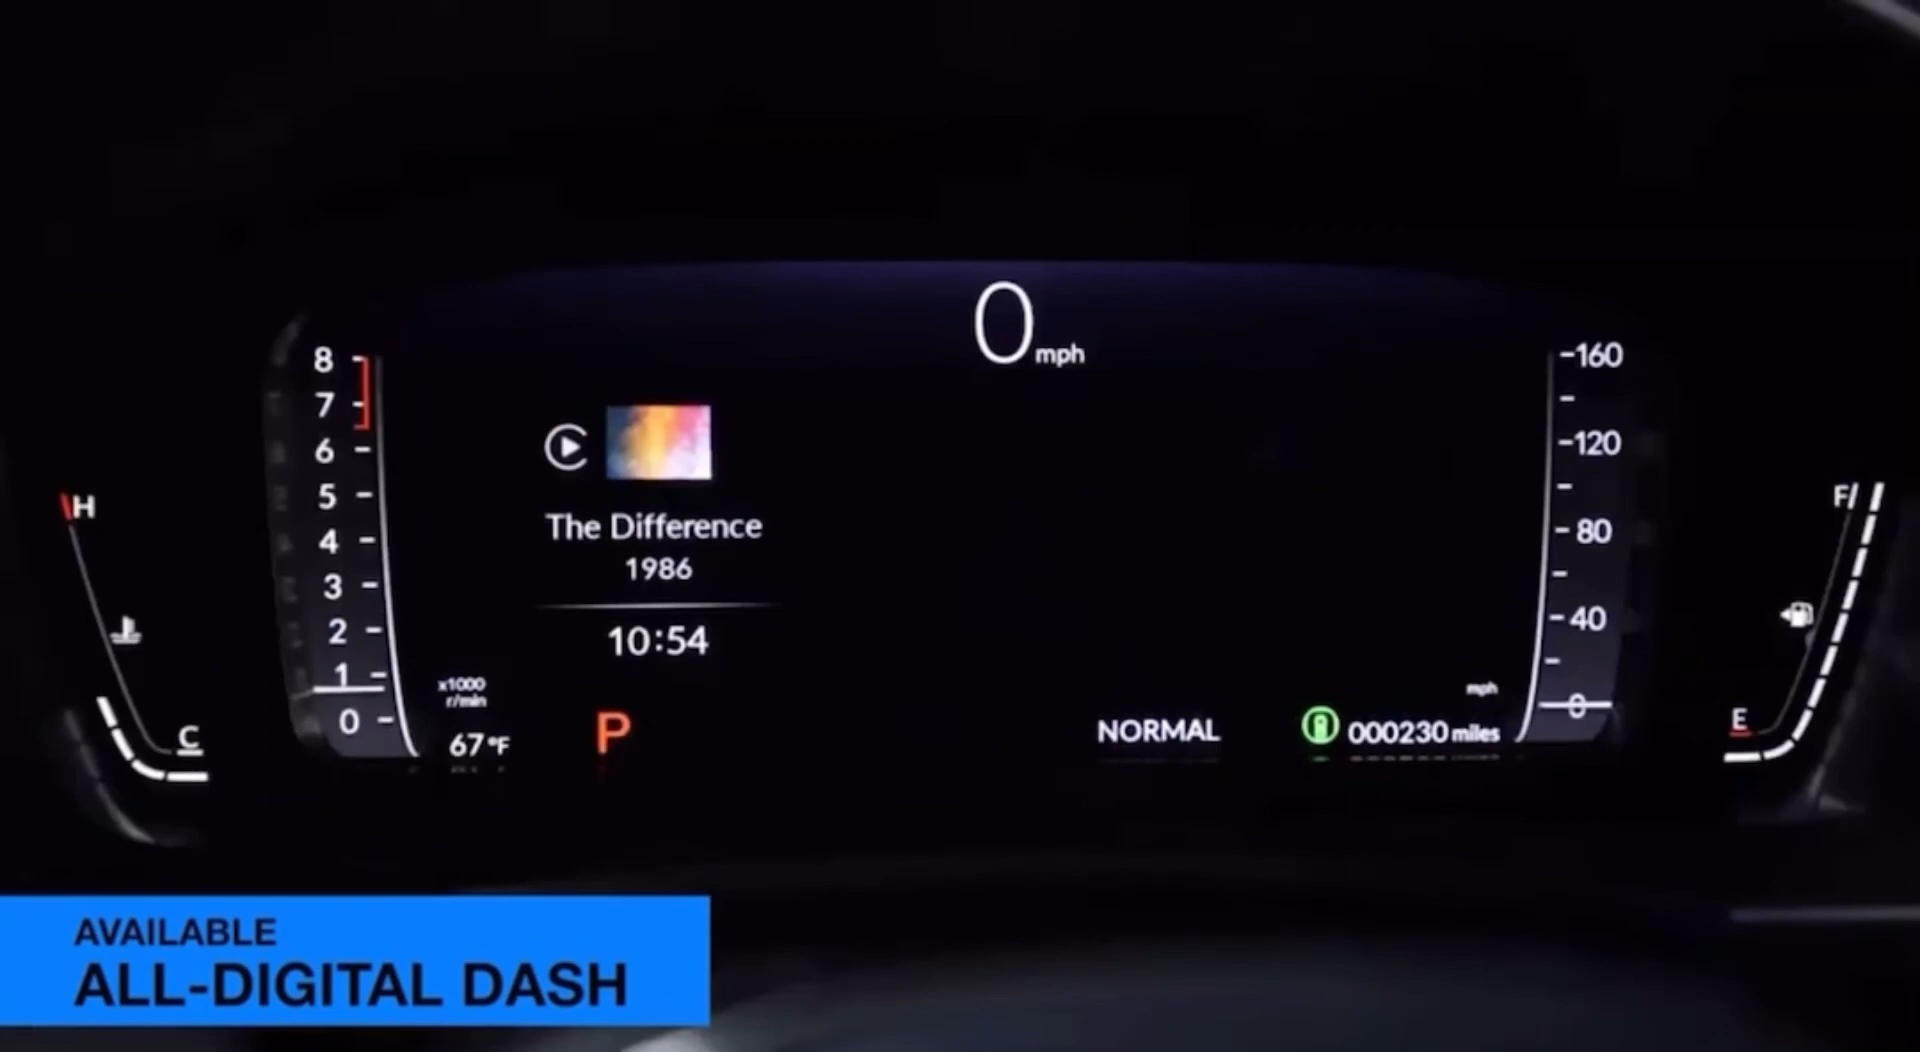 0 mph
8
7
6
5
4
3
2
1
0
x1000
r/min
H
C
The Difference
1986
10:54
67°F
P
NORMAL
000230 miles
160
120
80
40
0
mph
F
E
AVAILABLE
ALL-DIGITAL DASH